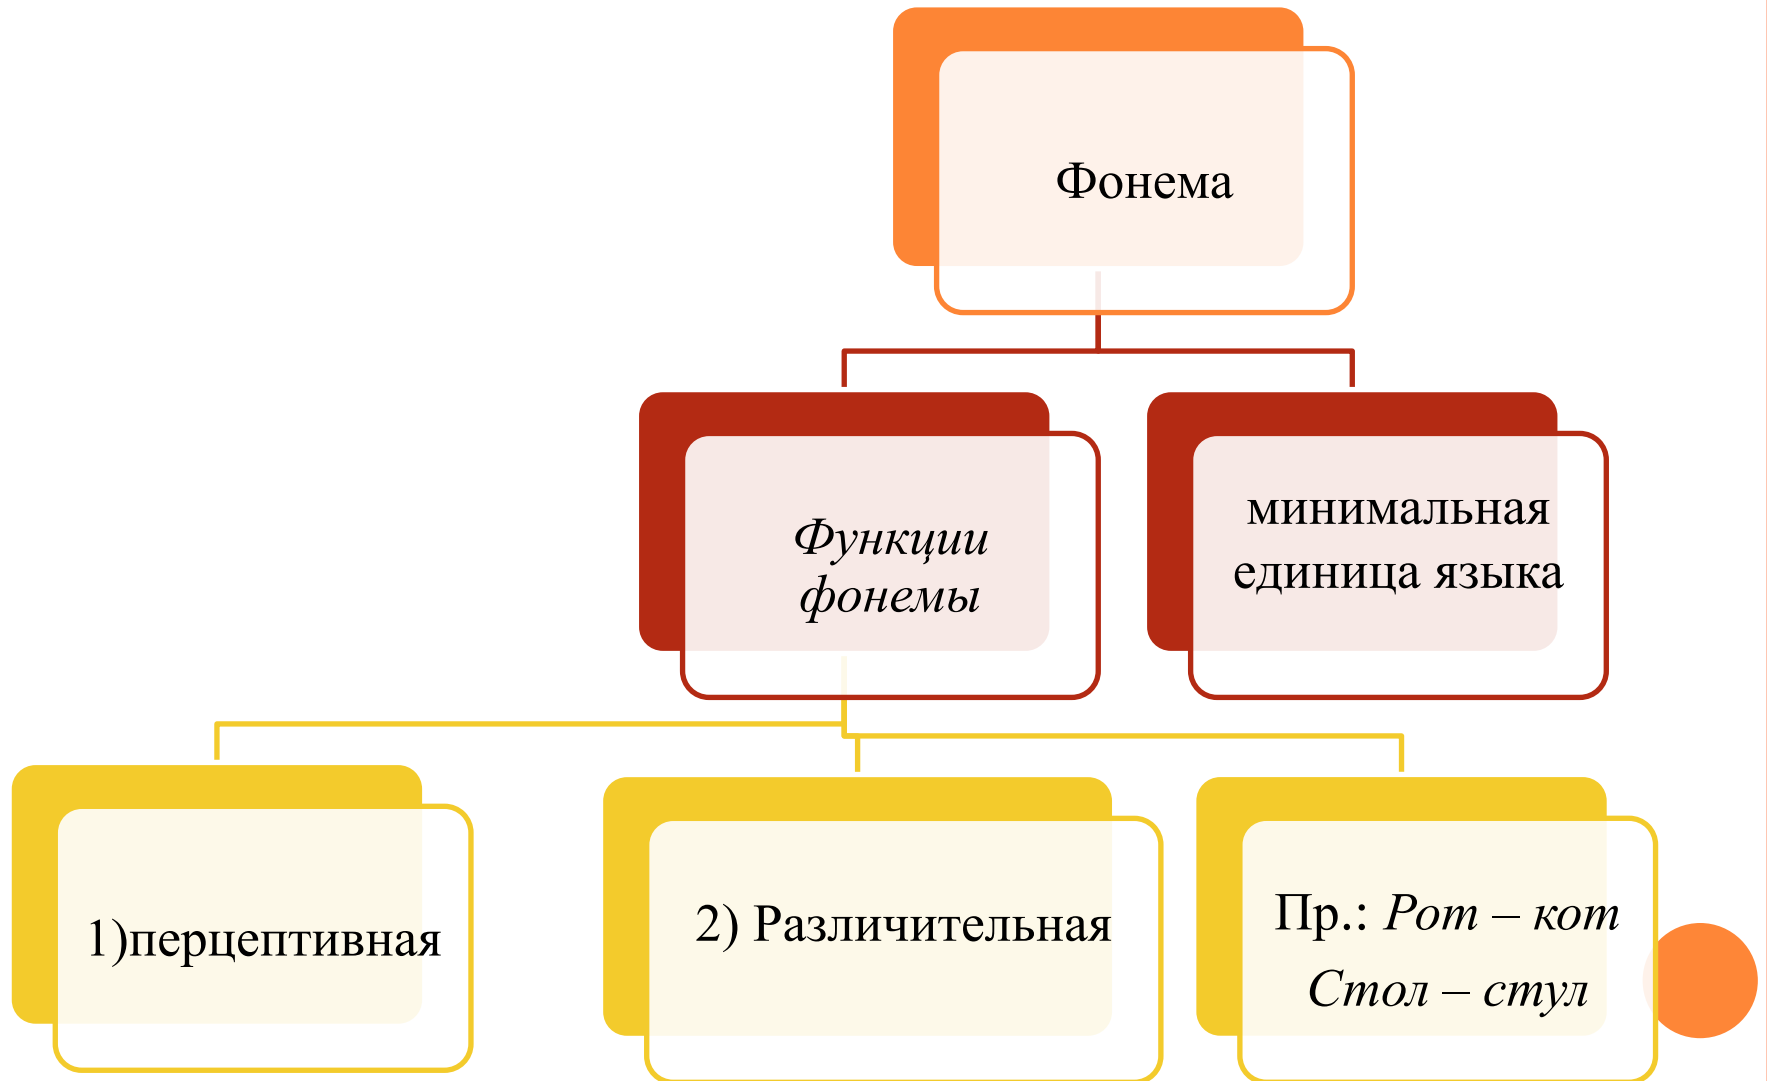 Фонема
Функции
фонемы
минимальная
единица языка
1)перцептивная
2) Различительная
Пр.: Рот – кот
Стол – стул